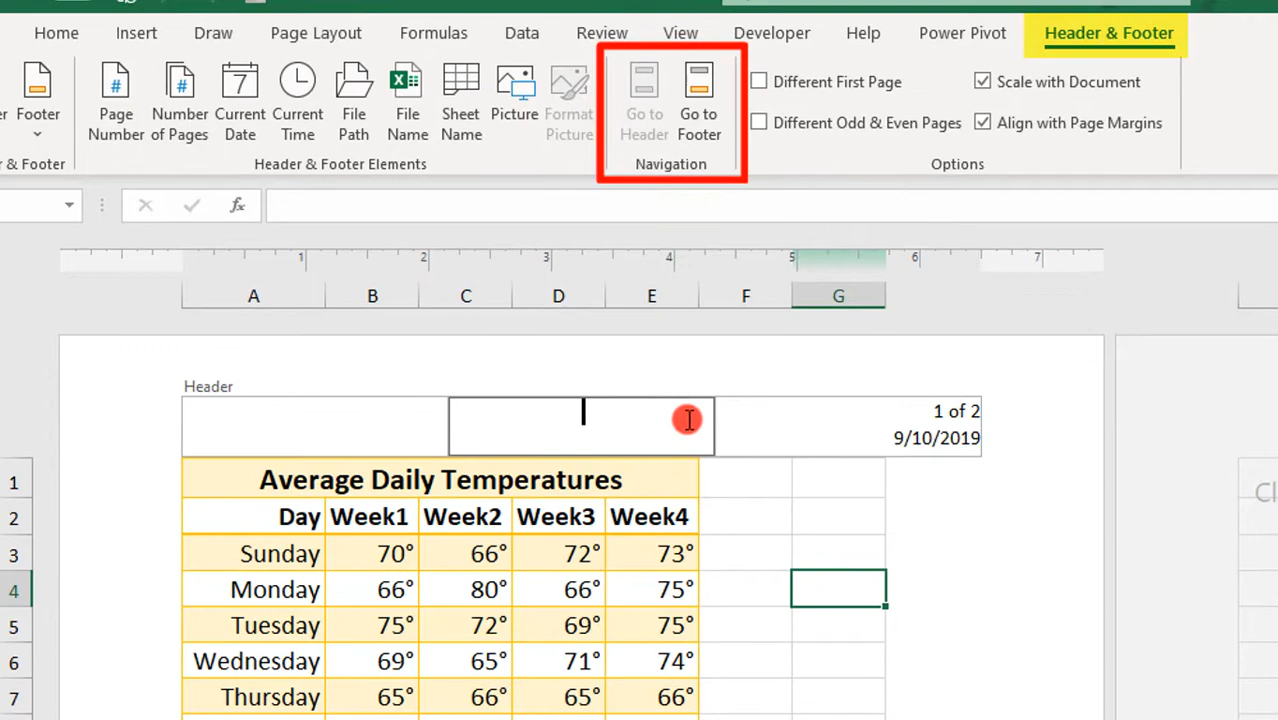 Home Insert Draw Page Layout Formulas Data Review View Developer Help Power Pivot Header & Footer
Footer
Page Number
Number of Pages
Current Date
Current Time
File Path
File Name
Sheet Name
Picture
Format Picture
Go to Header
Go to Footer
Different First Page
Scale with Document
Different Odd & Even Pages
Align with Page Margins
& Footer
Header & Footer Elements
Navigation
Options
fx
1 2 3 4 5 6 7
A B C D E F G
Header
1 of 2
9/10/2019
1 Average Daily Temperatures
2 Day Week1 Week2 Week3 Week4
3 Sunday 70° 66° 72° 73°
4 Monday 66° 80° 66° 75°
5 Tuesday 75° 72° 69° 75°
6 Wednesday 69° 65° 71° 74°
7 Thursday 65° 66° 65° 66°